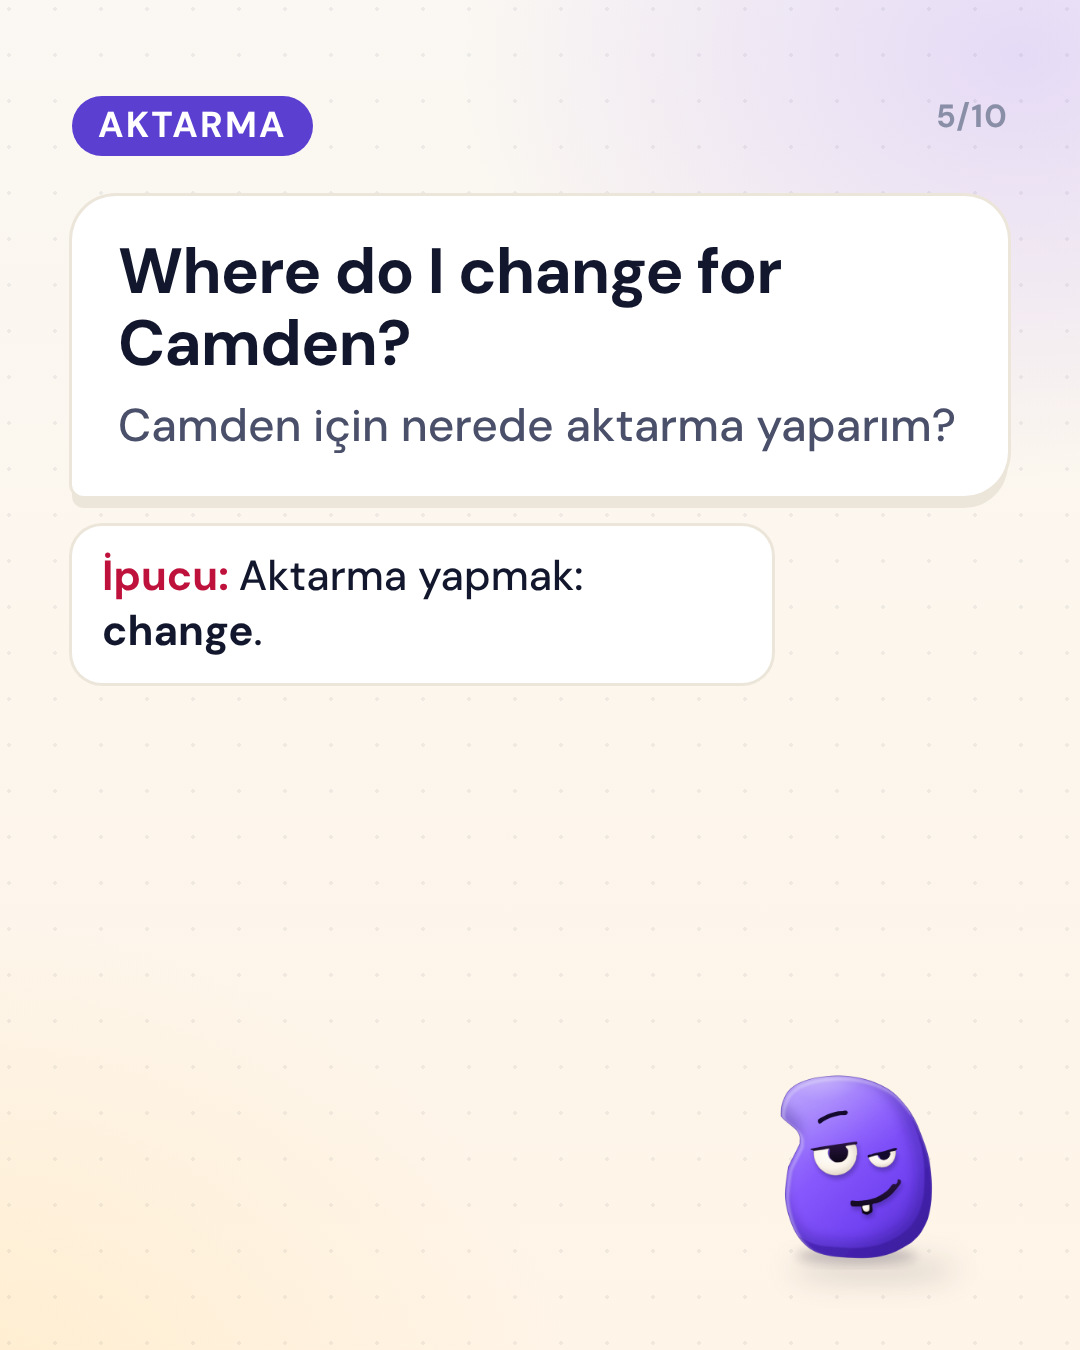 AKTARMA
5/10
Where do I change for
Camden?
Camden için nerede aktarma yaparım?
İpucu: Aktarma yapmak:
change.